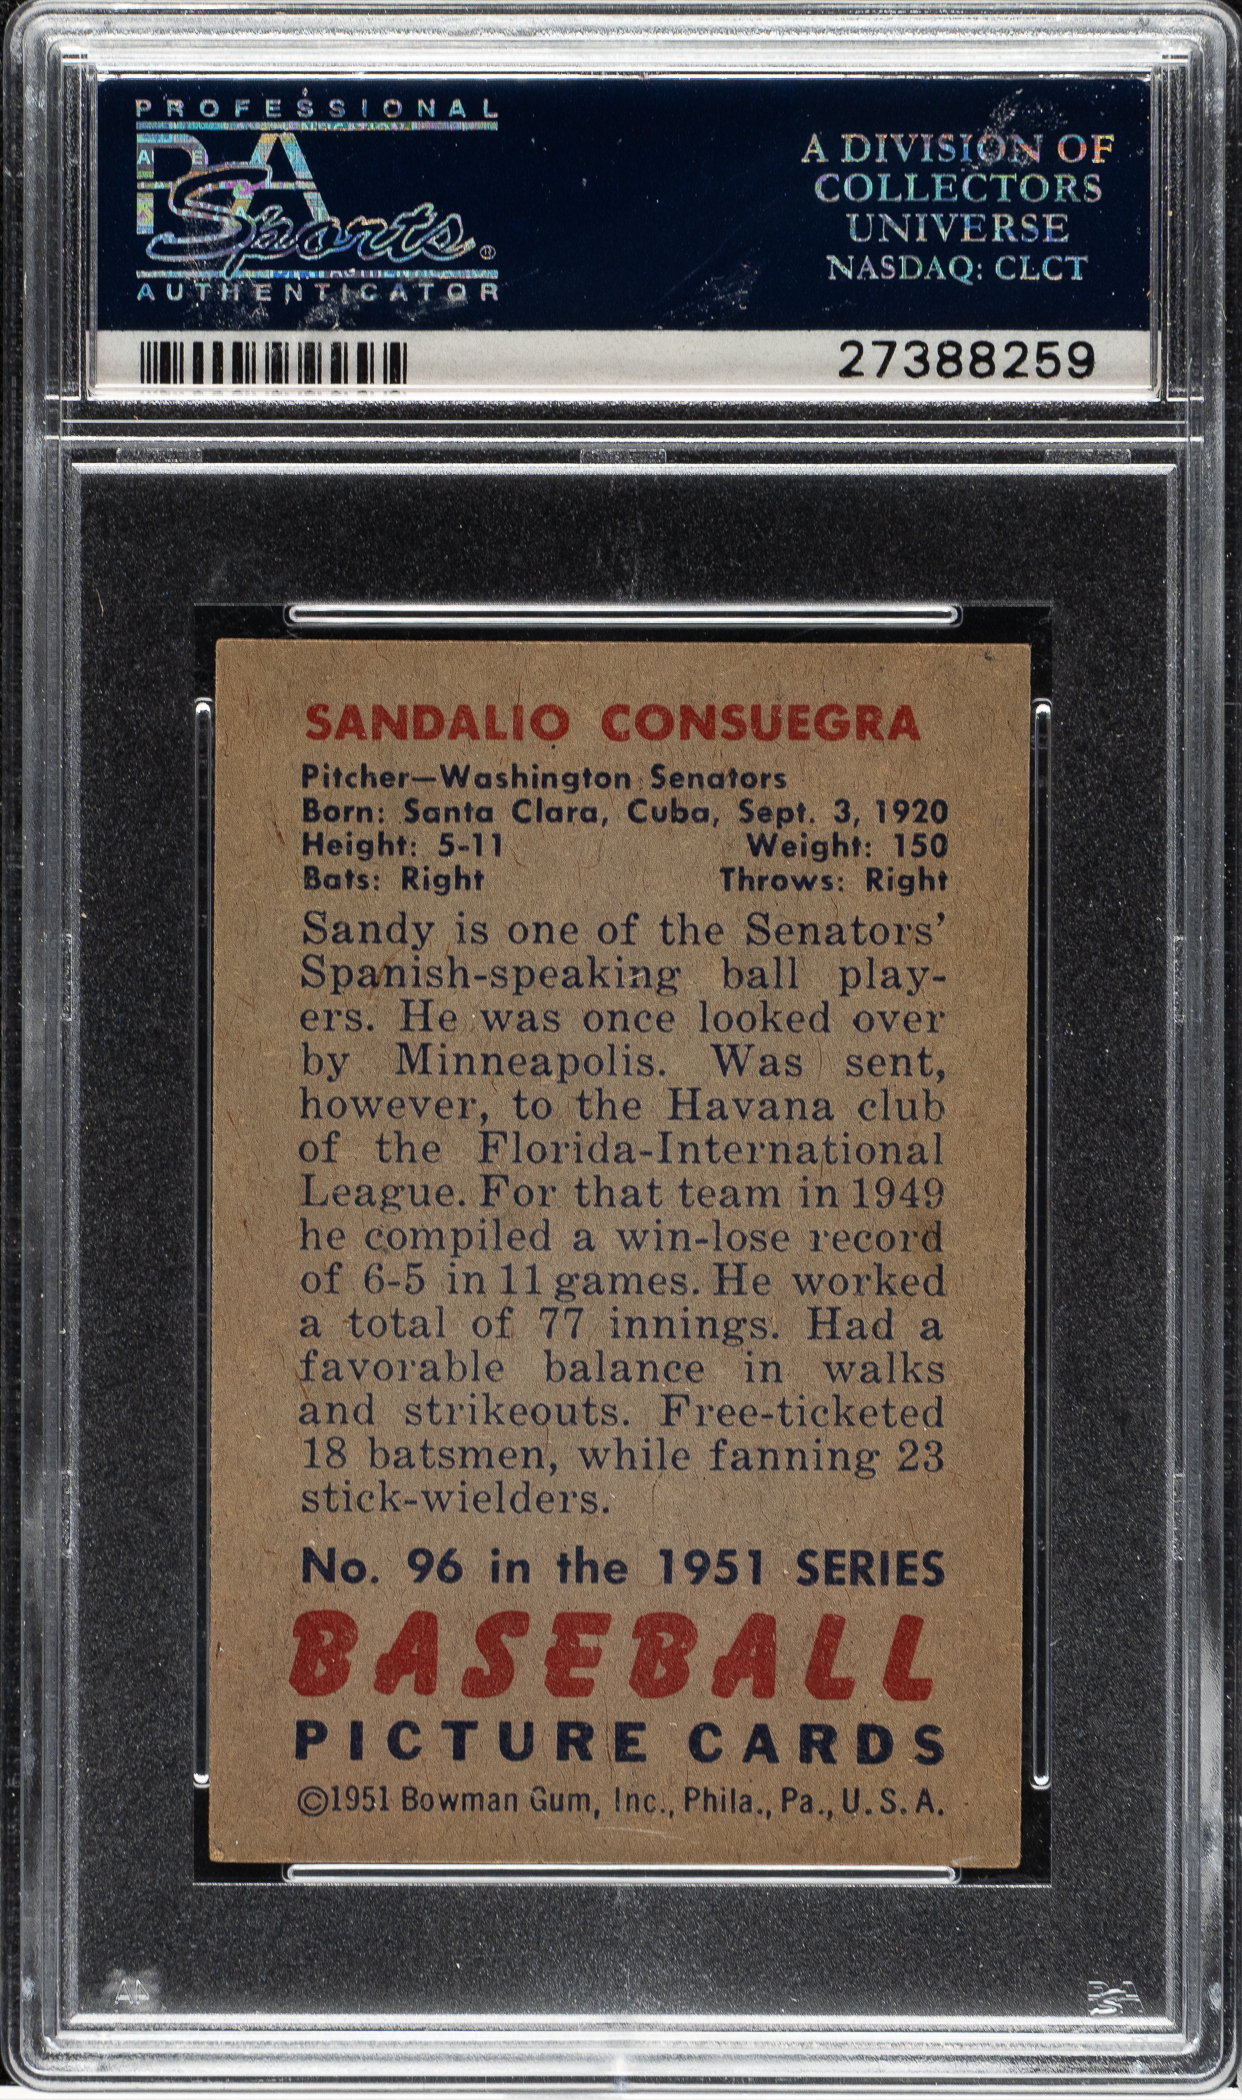 PROFESSIONAL
PSA
Sports®
AUTHENTICATOR
A DIVISION OF
COLLECTORS
UNIVERSE
NASDAQ: CLCT
27388259
SANDALIO CONSUEGRA
Pitcher—Washington Senators
Born: Santa Clara, Cuba, Sept. 3, 1920
Height: 5-11 Weight: 150
Bats: Right Throws: Right
Sandy is one of the Senators'
Spanish-speaking ball play-
ers. He was once looked over
by Minneapolis. Was sent,
however, to the Havana club
of the Florida-International
League. For that team in 1949
he compiled a win-lose record
of 6-5 in 11 games. He worked
a total of 77 innings. Had a
favorable balance in walks
and strikeouts. Free-ticketed
18 batsmen, while fanning 23
stick-wielders.
No. 96 in the 1951 SERIES
BASEBALL
PICTURE CARDS
©1951 Bowman Gum, Inc., Phila., Pa., U.S.A.
PSA